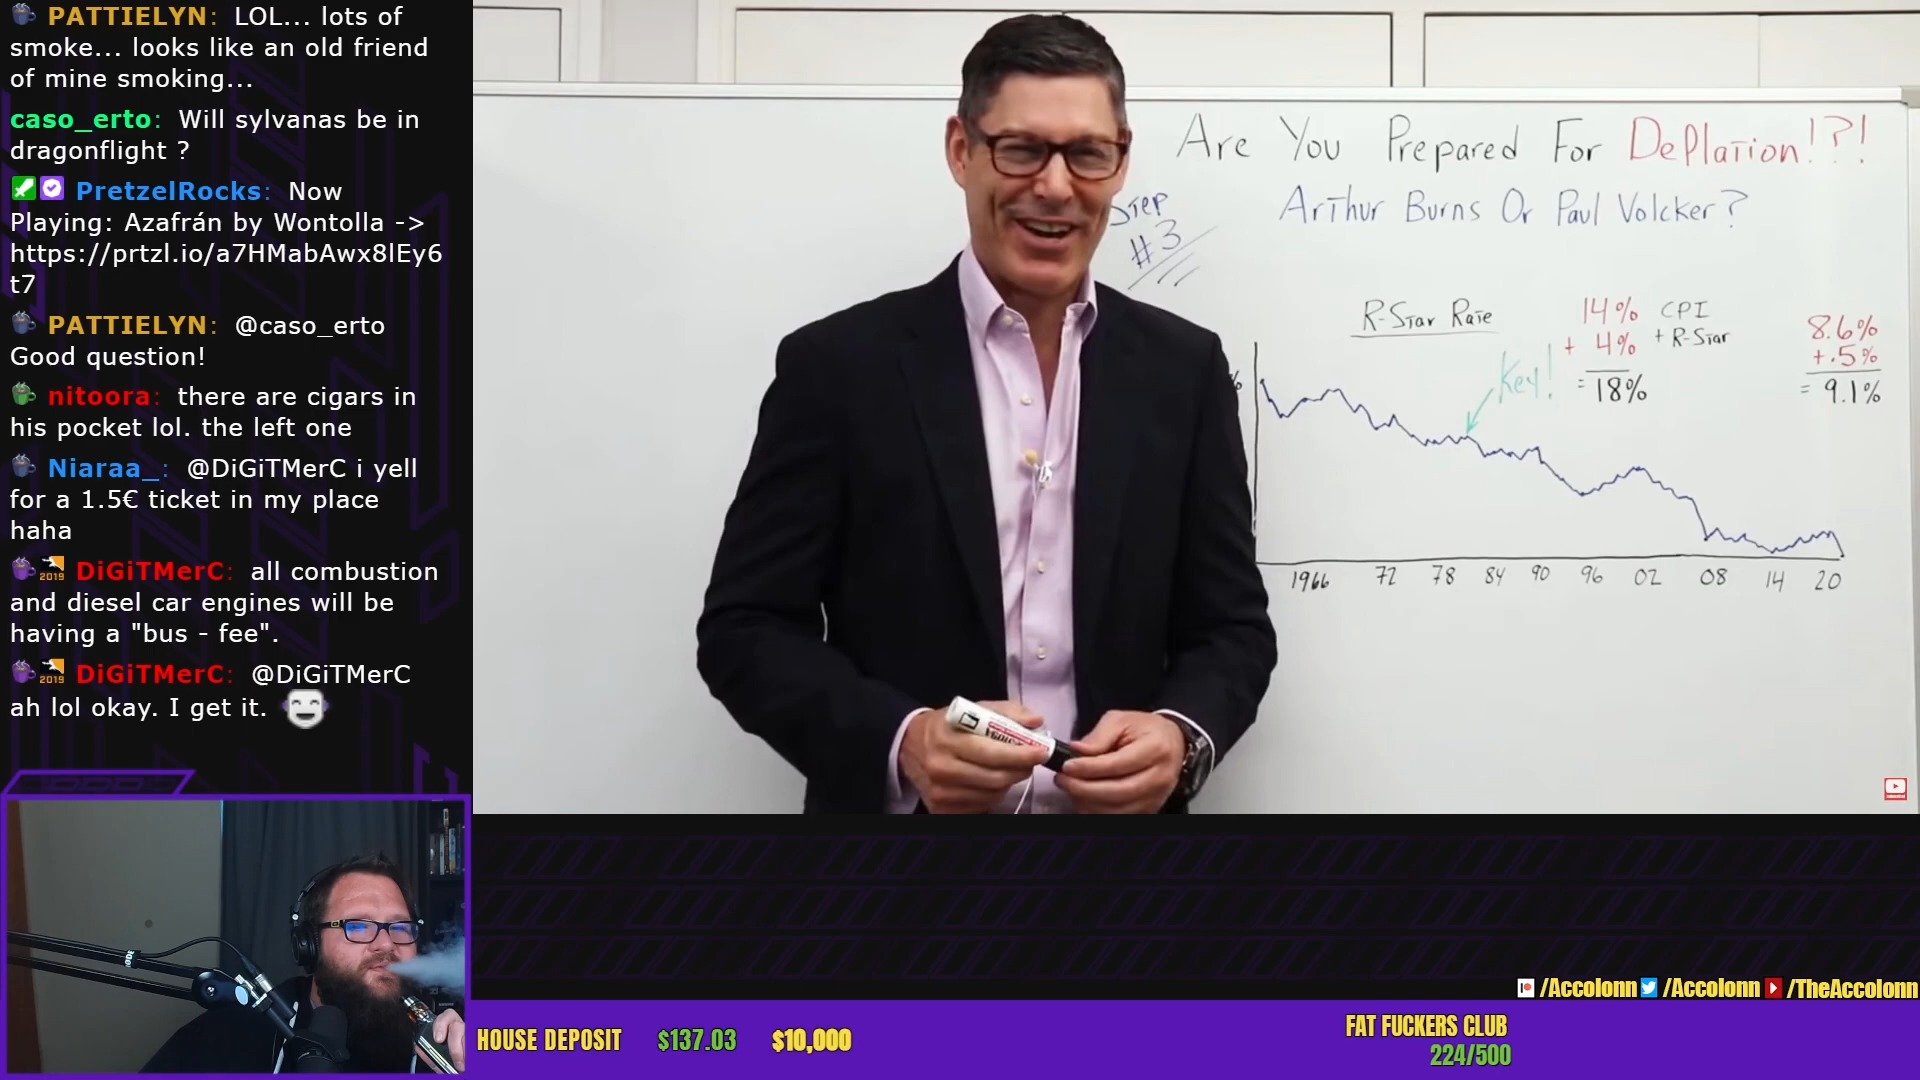 PATTIELYN: LOL... lots of
smoke... looks like an old friend
of mine smoking...
caso_erto: Will sylvanas be in
dragonflight ?
PretzelRocks: Now
Playing: Azafrán by Wontolla ->
https://prtzl.io/a7HMabAwx8lEy6
t7
PATTIELYN: @caso_erto
Good question!
nitoora: there are cigars in
his pocket lol. the left one
Niaraa_: @DiGiTMerC i yell
for a 1.5€ ticket in my place
haha
2019 DiGiTMerC: all combustion
and diesel car engines will be
having a "bus - fee".
2019 DiGiTMerC: @DiGiTMerC
ah lol okay. I get it.
Are You Prepared For Deflation!?!
Arthur Burns Or Paul Volcker?
Step
#3
R-Star Rate
14% CPI
+ 4% + R-Star
= 18%
8.6%
+.5%
= 9.1%
Key!
%
1966 72 78 84 90 96 02 08 14 20
/Accolonn /Accolonn /TheAccolonn
HOUSE DEPOSIT $137.03 $10,000
FAT FUCKERS CLUB
224/500